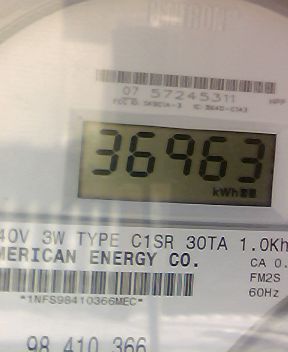 07 57245311
36963
kWh
40V 3W TYPE C1SR 30TA 1.0Kh
MERICAN ENERGY CO.
CA 0.
FM2S
60Hz
*1NFS98410366MEC*
98 410 366